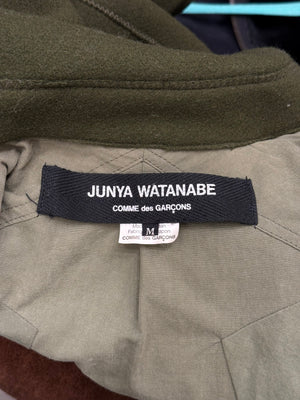 JUNYA WATANABE
COMME des GARÇONS
M
COMME des GARÇONS